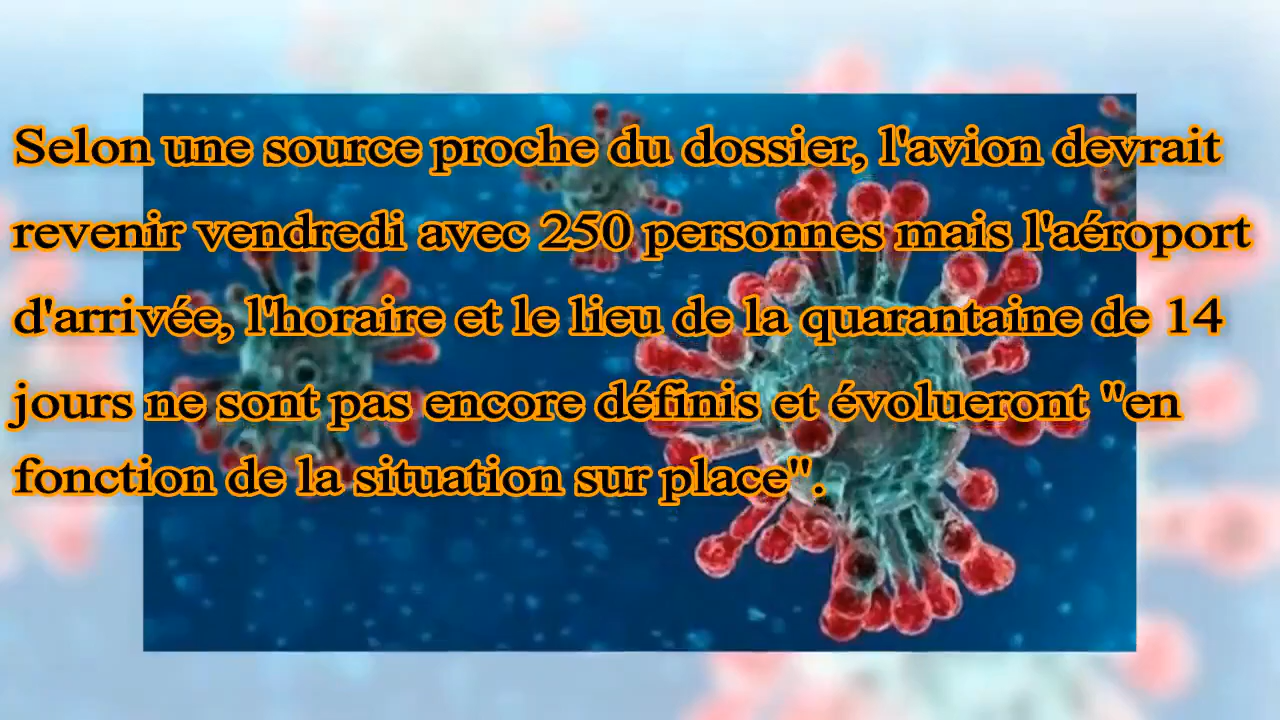 Selon une source proche du dossier, l'avion devrait
revenir vendredi avec 250 personnes mais l'aéroport
d'arrivée, l'horaire et le lieu de la quarantaine de 14
jours ne sont pas encore définis et évolueront "en
fonction de la situation sur place".